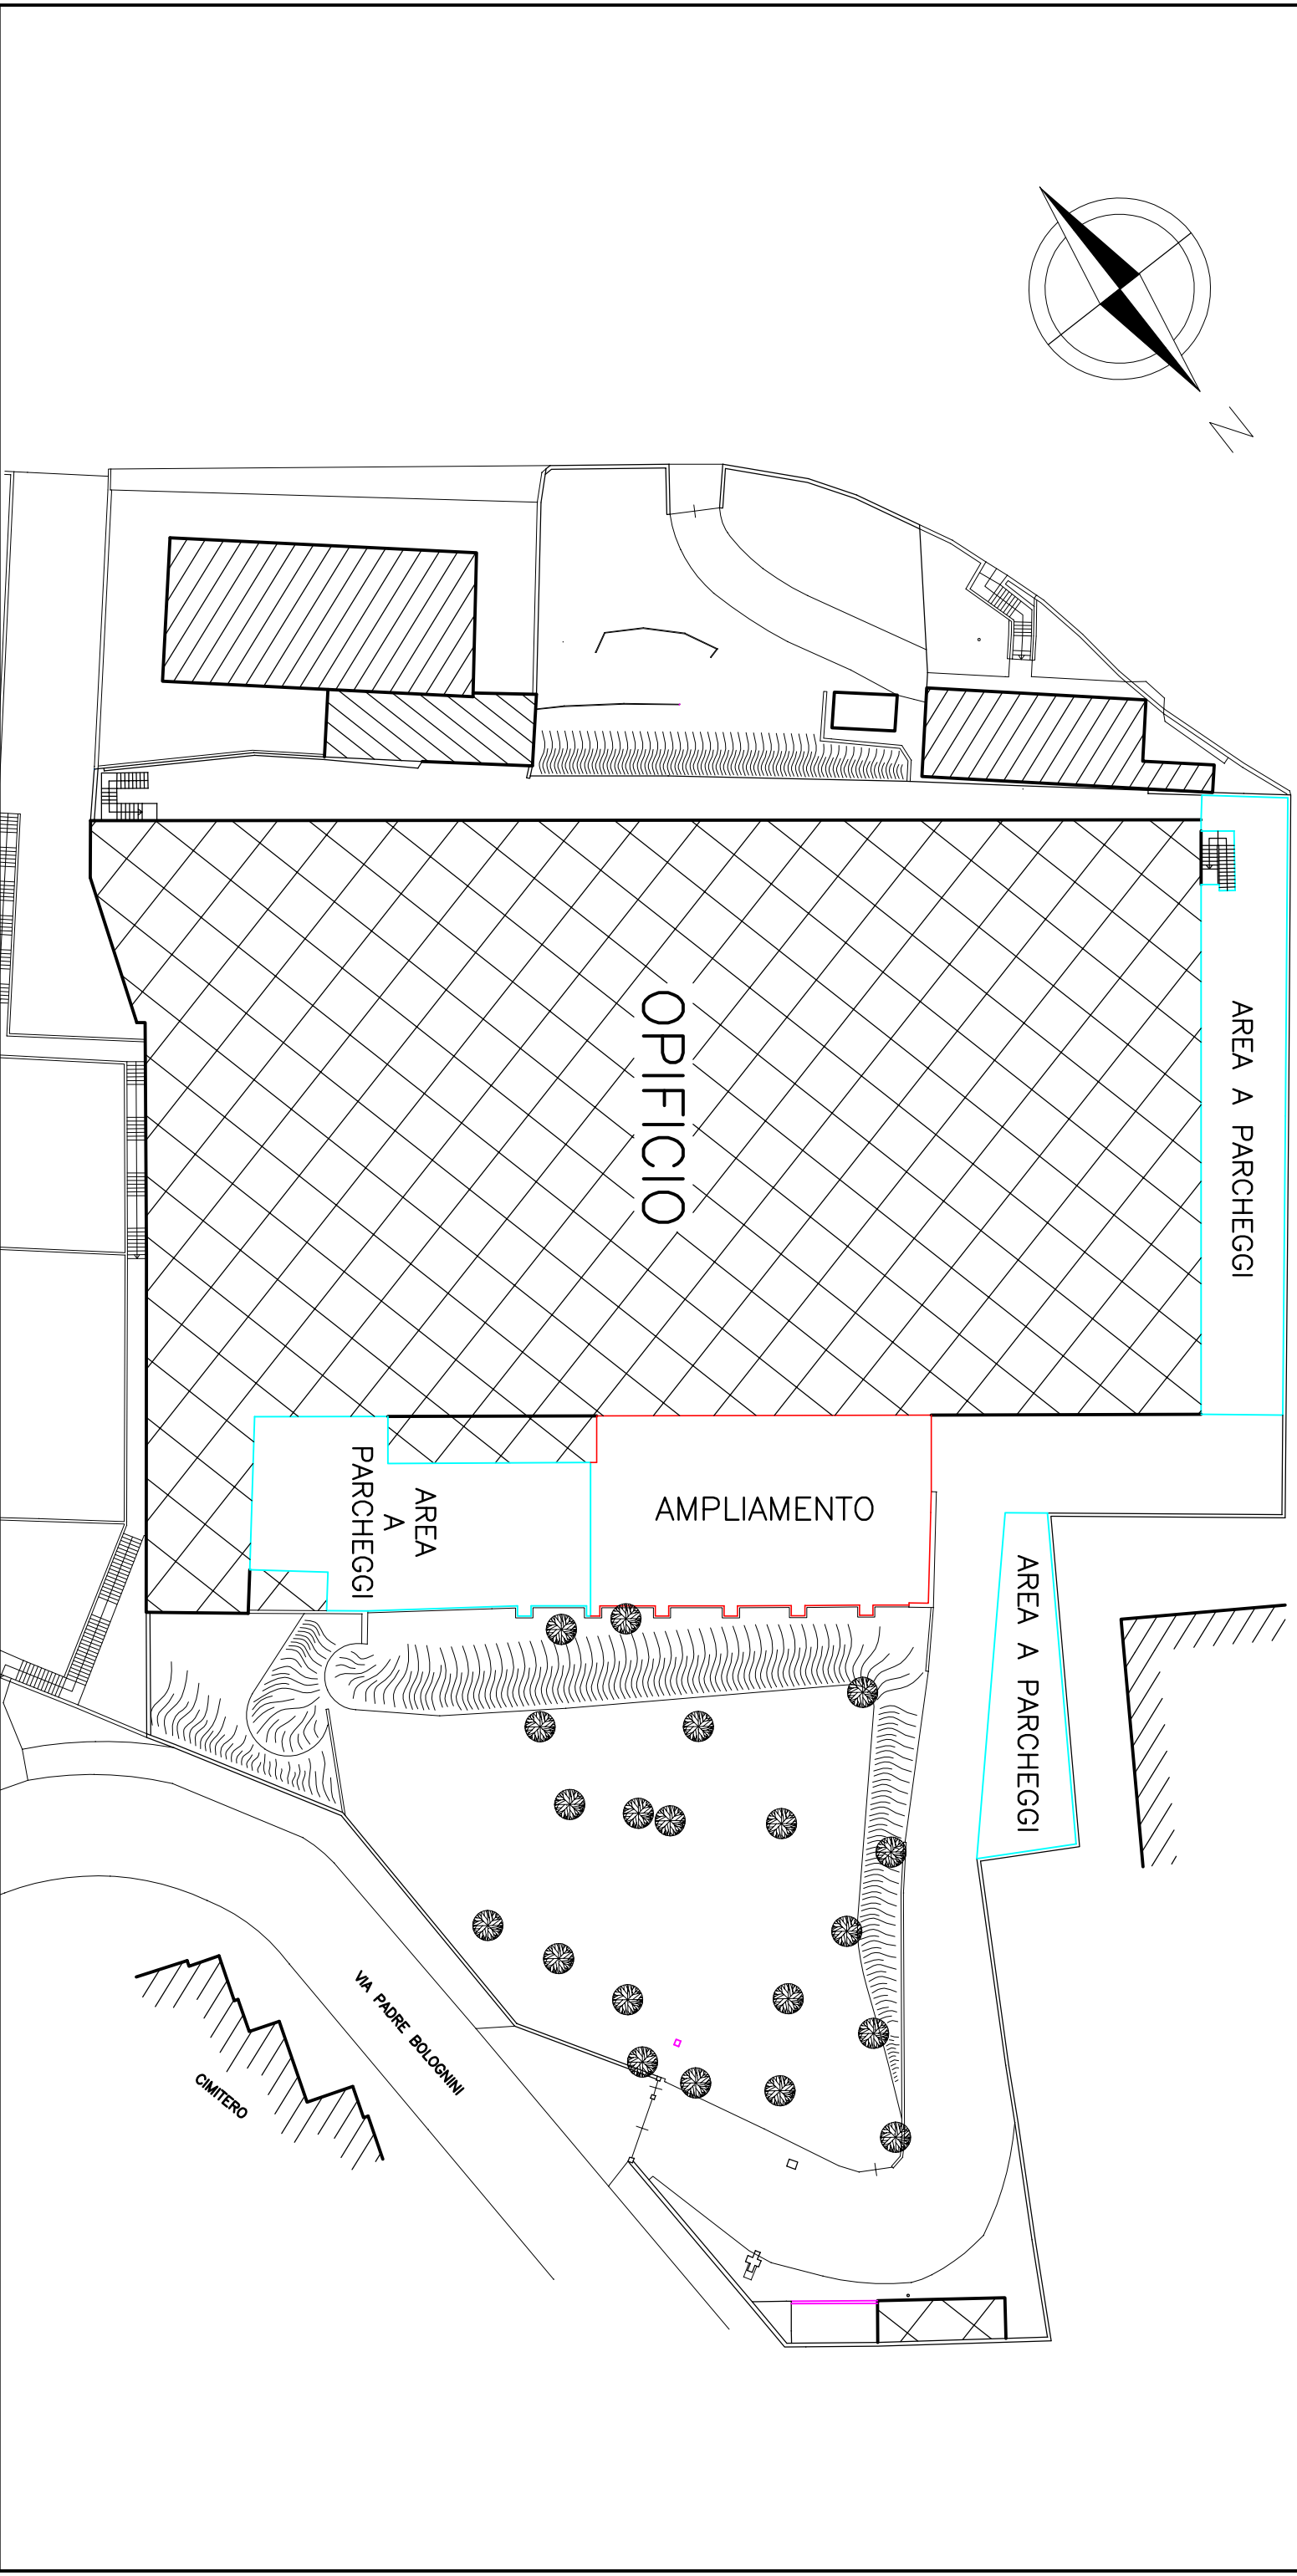 N
AREA A PARCHEGGI
OPIFICIO
AMPLIAMENTO
AREA
A
PARCHEGGI
AREA A PARCHEGGI
VIA PADRE BOLOGNINI
CIMITERO